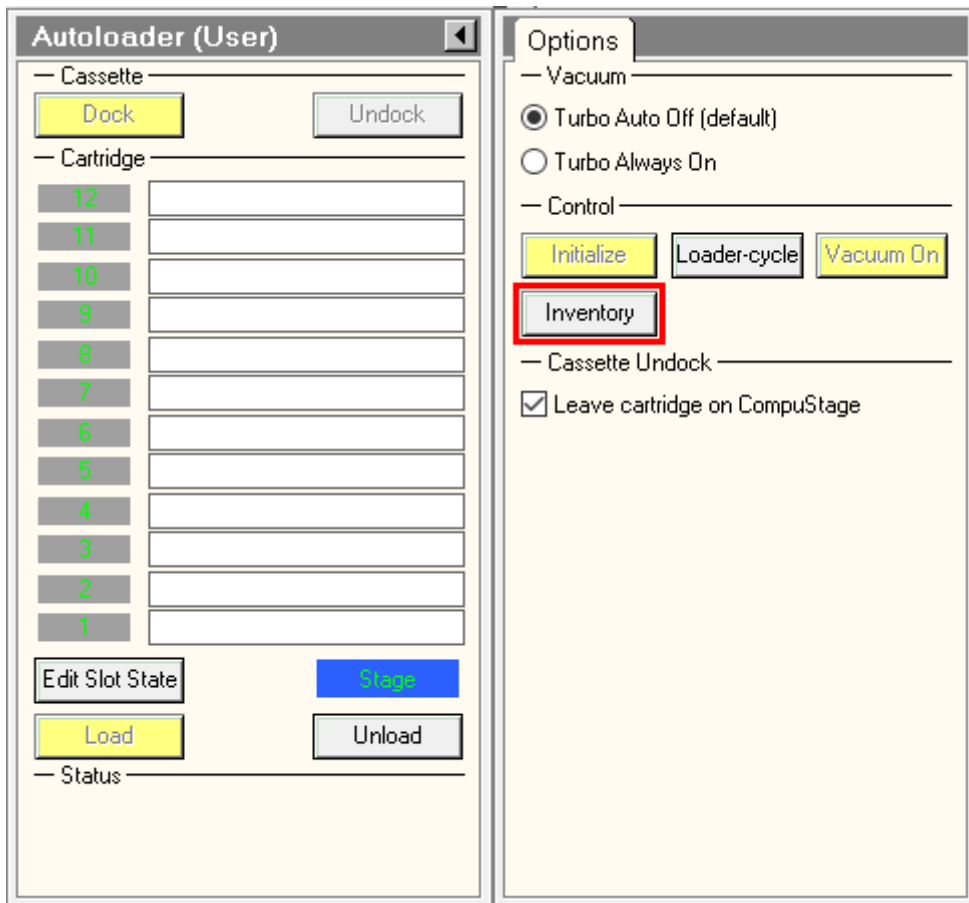 Autoloader (User)
Cassette
Dock Undock
Cartridge
12
11
10
9
8
7
6
5
4
3
2
1
Edit Slot State Stage
Load Unload
Status
Options
Vacuum
Turbo Auto Off (default)
Turbo Always On
Control
Initialize Loader-cycle Vacuum On
Inventory
Cassette Undock
Leave cartridge on CompuStage